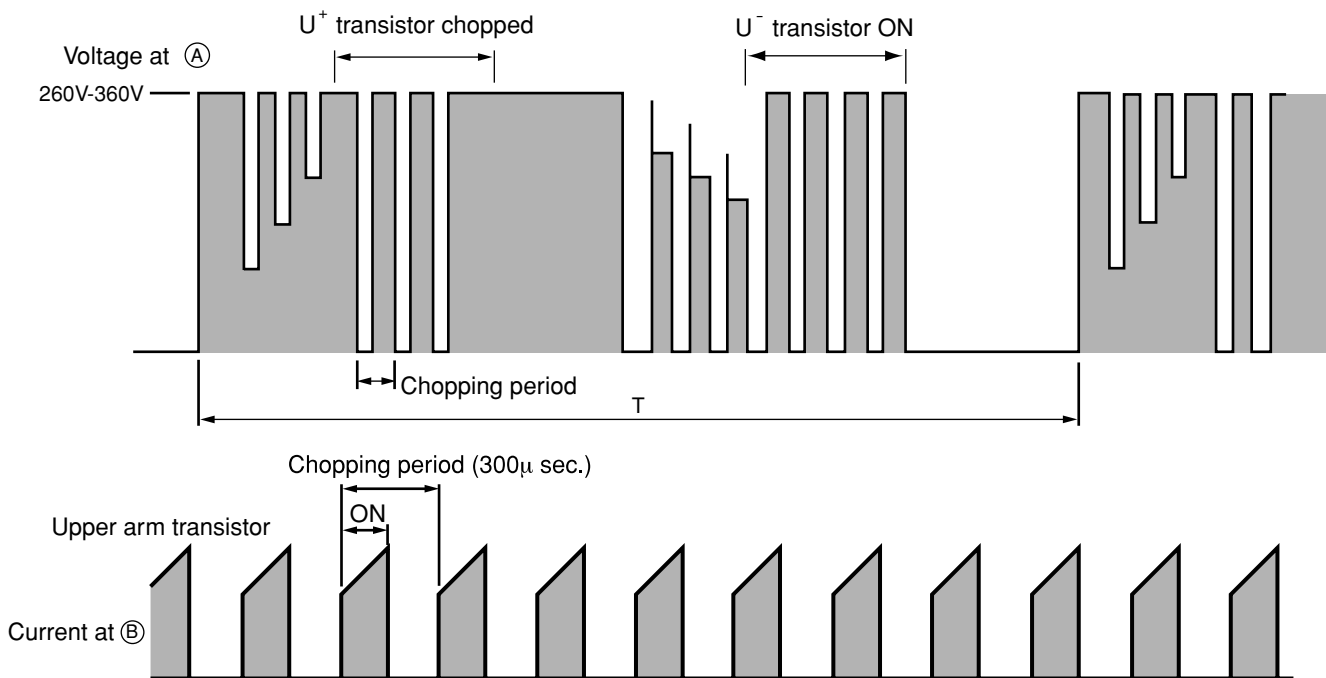 U+ transistor chopped
U- transistor ON
Voltage at Ⓐ
260V-360V
Chopping period
T
Chopping period (300μ sec.)
ON
Upper arm transistor
Current at Ⓑ